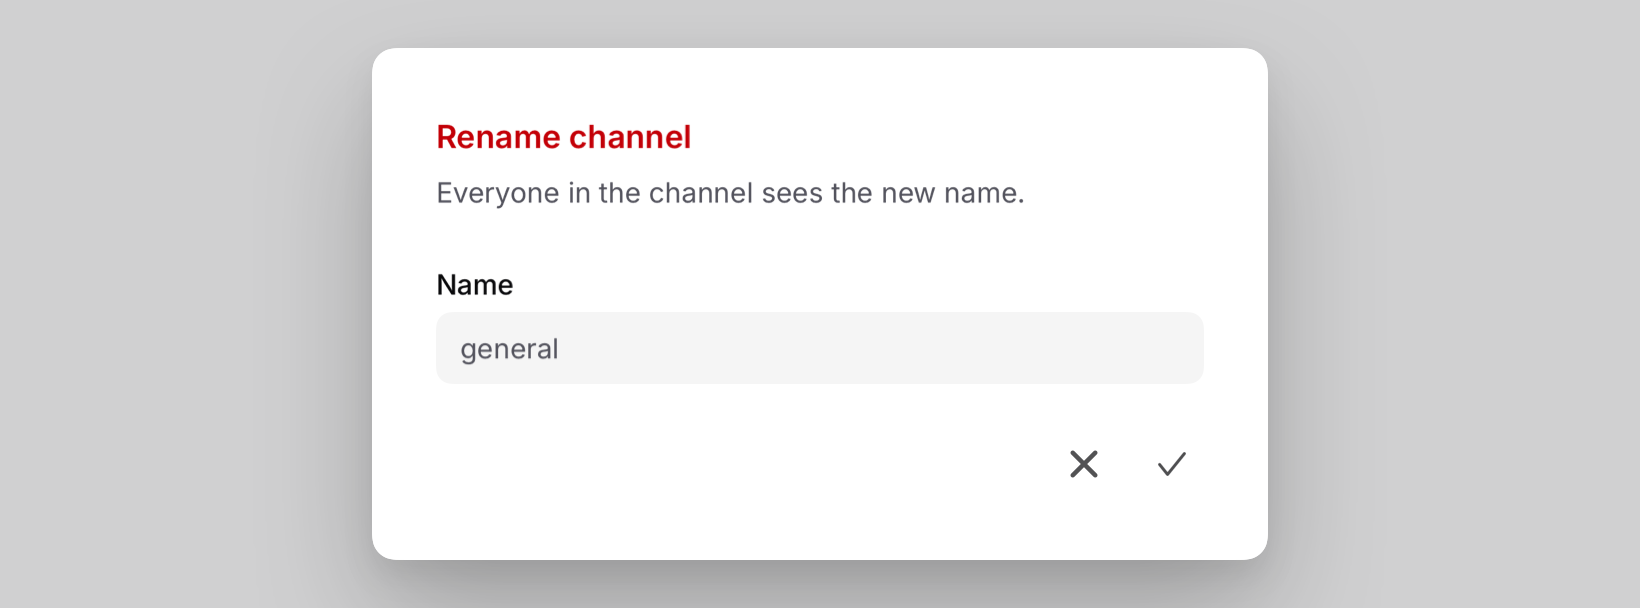 Rename channel
Everyone in the channel sees the new name.
Name
general